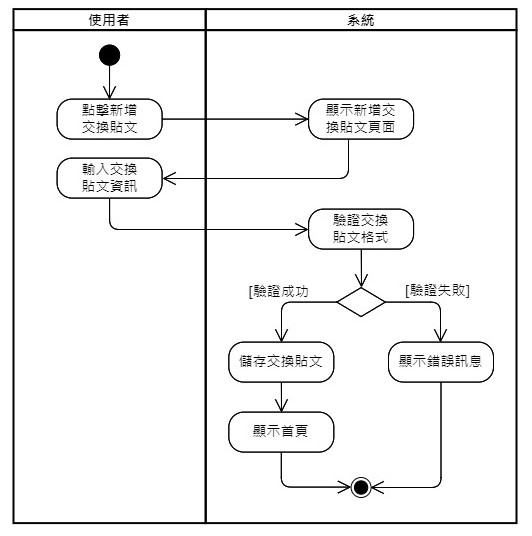 使用者
系統
點擊新增
交換貼文
顯示新增交
換貼文頁面
輸入交換
貼文資訊
驗證交換
貼文格式
[驗證成功
[驗證失敗]
儲存交換貼文
顯示錯誤訊息
顯示首頁